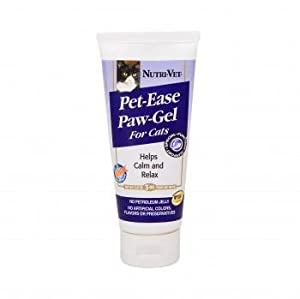 NUTRI-VET
Pet-Ease
Paw-Gel
For Cats
Helps
Calm and
Relax
NO PETROLEUM JELLY
NO ARTIFICIAL COLORS,
FLAVORS OR PRESERVATIVES